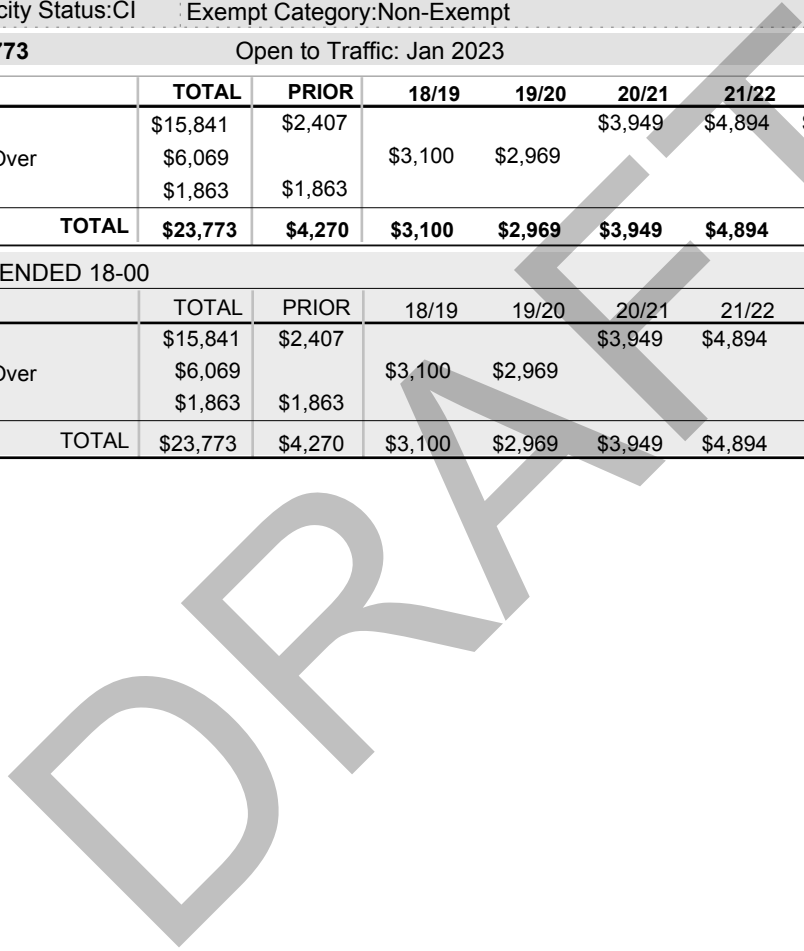 city Status:CI Exempt Category:Non-Exempt
773 Open to Traffic: Jan 2023
TOTAL PRIOR 18/19 19/20 20/21 21/22
$15,841 $2,407 $3,949 $4,894
Over $6,069 $3,100 $2,969
$1,863 $1,863
TOTAL $23,773 $4,270 $3,100 $2,969 $3,949 $4,894
ENDED 18-00
TOTAL PRIOR 18/19 19/20 20/21 21/22
$15,841 $2,407 $3,949 $4,894
Over $6,069 $3,100 $2,969
$1,863 $1,863
TOTAL $23,773 $4,270 $3,100 $2,969 $3,949 $4,894
DRAFT